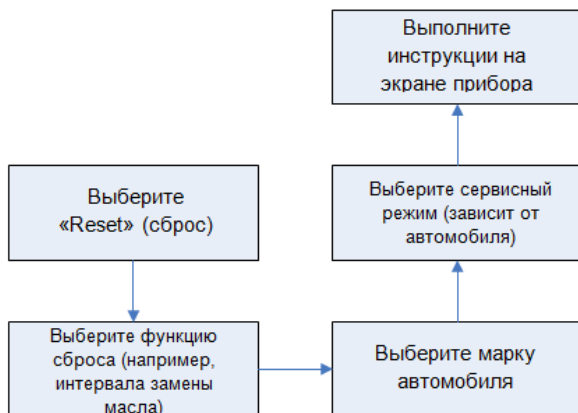 Выберите
«Reset» (сброс)
Выберите функцию
сброса (например,
интервала замены
масла)
Выберите марку
автомобиля
Выберите сервисный
режим (зависит от
автомобиля)
Выполните
инструкции на
экране прибора